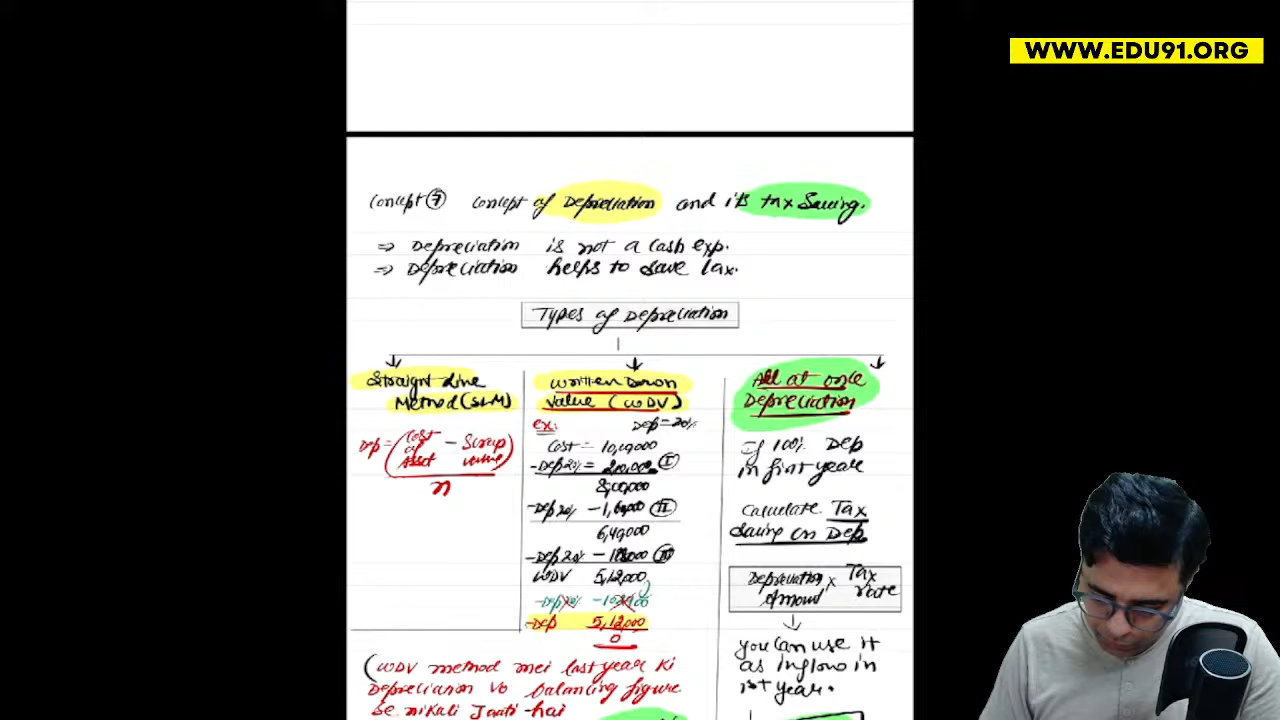 WWW.EDU91.ORG
Concept ⑦ Concept of Depreciation and its tax Saving.
⇒ Depreciation is not a cash exp.
⇒ Depreciation helps to save tax.
Types of Depreciation
Straight Line
Method (SLM)
Dep = (Cost of Asset - Scrap value)
n
Written Down
Value (WDV)
ex: Dep = 20%
Cost = 10,00,000
- Dep 20% = 2,00,000 Ⅰ
8,00,000
- Dep 20% - 1,60,000 Ⅱ
6,40,000
- Dep 20% - Ⅲ
WDV 5,12,000
- Dep 20%
- Dep 5,12,000
0
(WDV method mei last year ki
Depreciation vo balancing figure
se nikali Jaati hai
All at once
Depreciation
If 100% Dep
in first year
Calculate Tax
Saving on Dep
Depreciation Amount × Tax rate
you can use it
as inflow in
1st year.